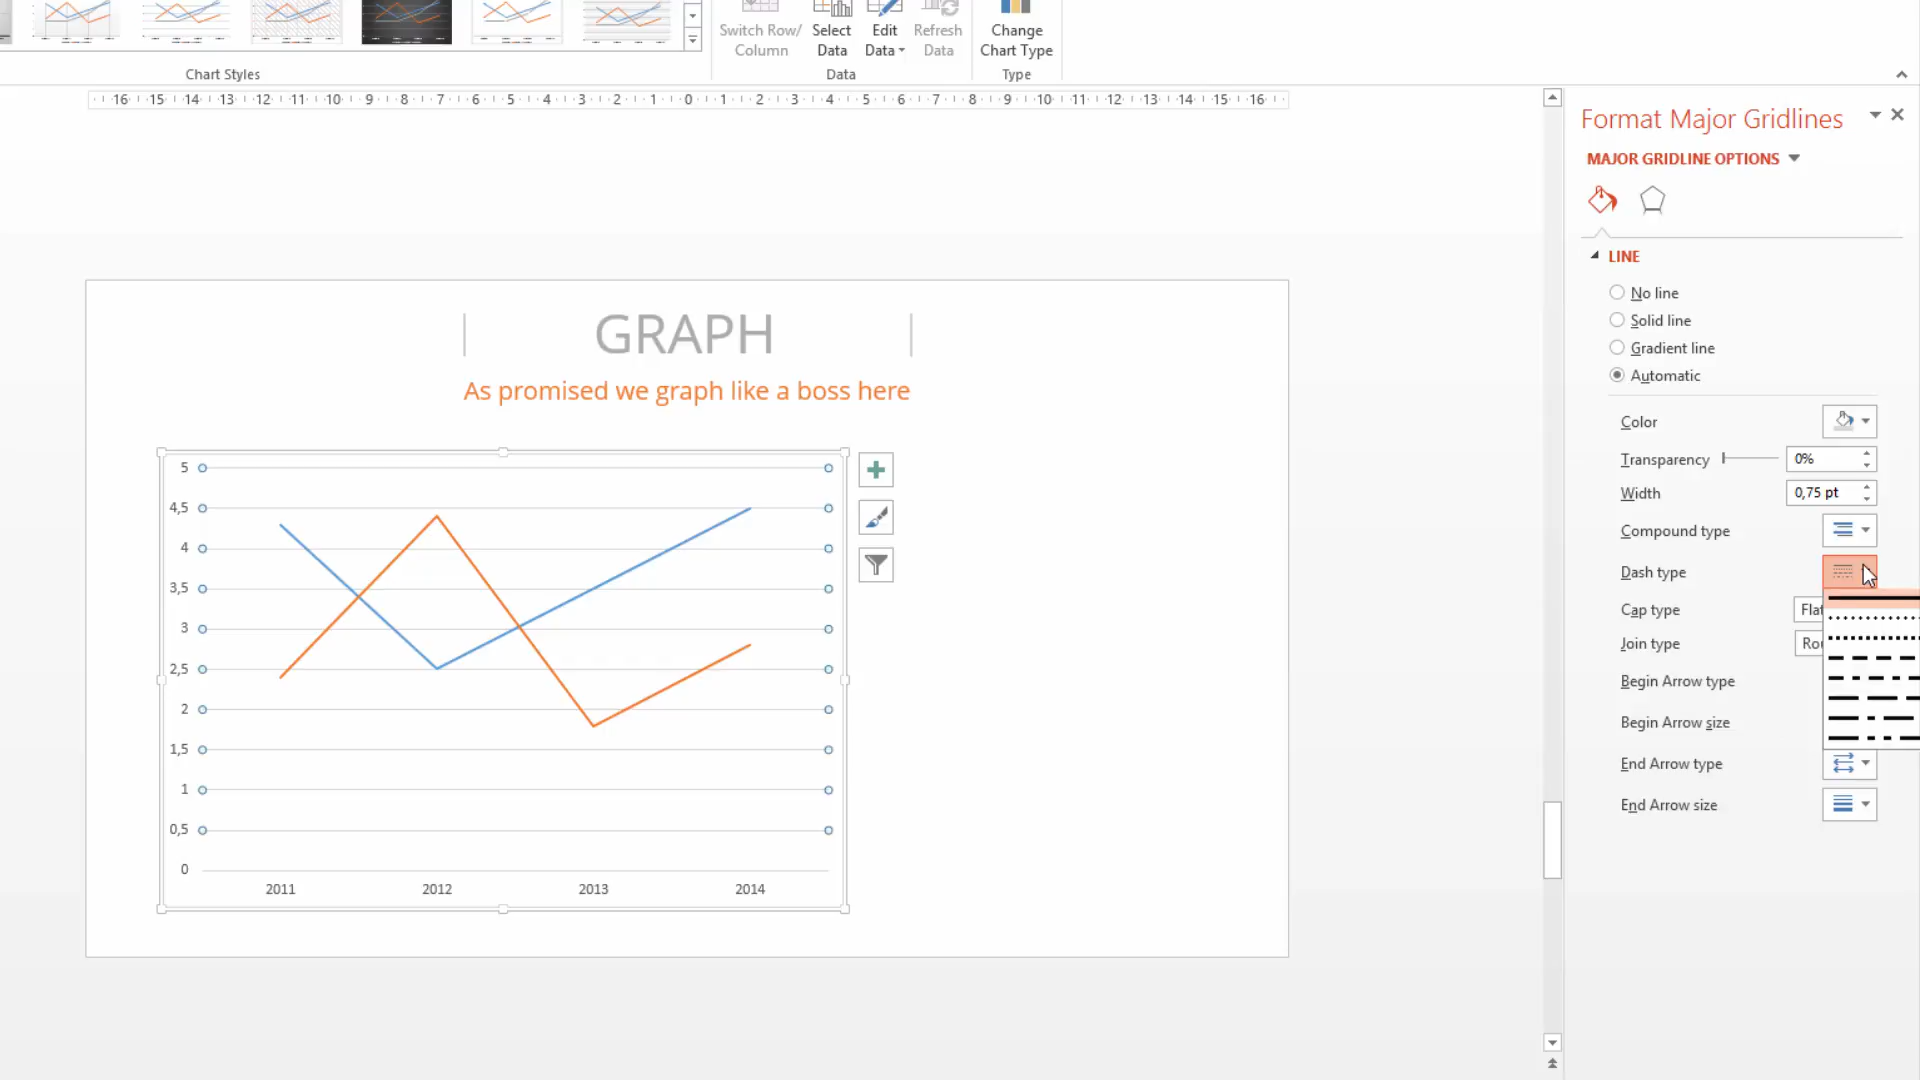 Switch Row/
Column
Select
Data
Edit
Data
Refresh
Data
Change
Chart Type
Chart Styles
Data
Type
16 15 14 13 12 11 10 9 8 7 6 5 4 3 2 1 0 1 2 3 4 5 6 7 8 9 10 11 12 13 14 15 16
Format Major Gridlines
MAJOR GRIDLINE OPTIONS
LINE
No line
Solid line
Gradient line
Automatic
Color
Transparency 0%
Width 0,75 pt
Compound type
Dash type
Cap type Flat
Join type
Begin Arrow type
Begin Arrow size
End Arrow type
End Arrow size
GRAPH
As promised we graph like a boss here
5
4,5
4
3,5
3
2,5
2
1,5
1
0,5
0
2011 2012 2013 2014